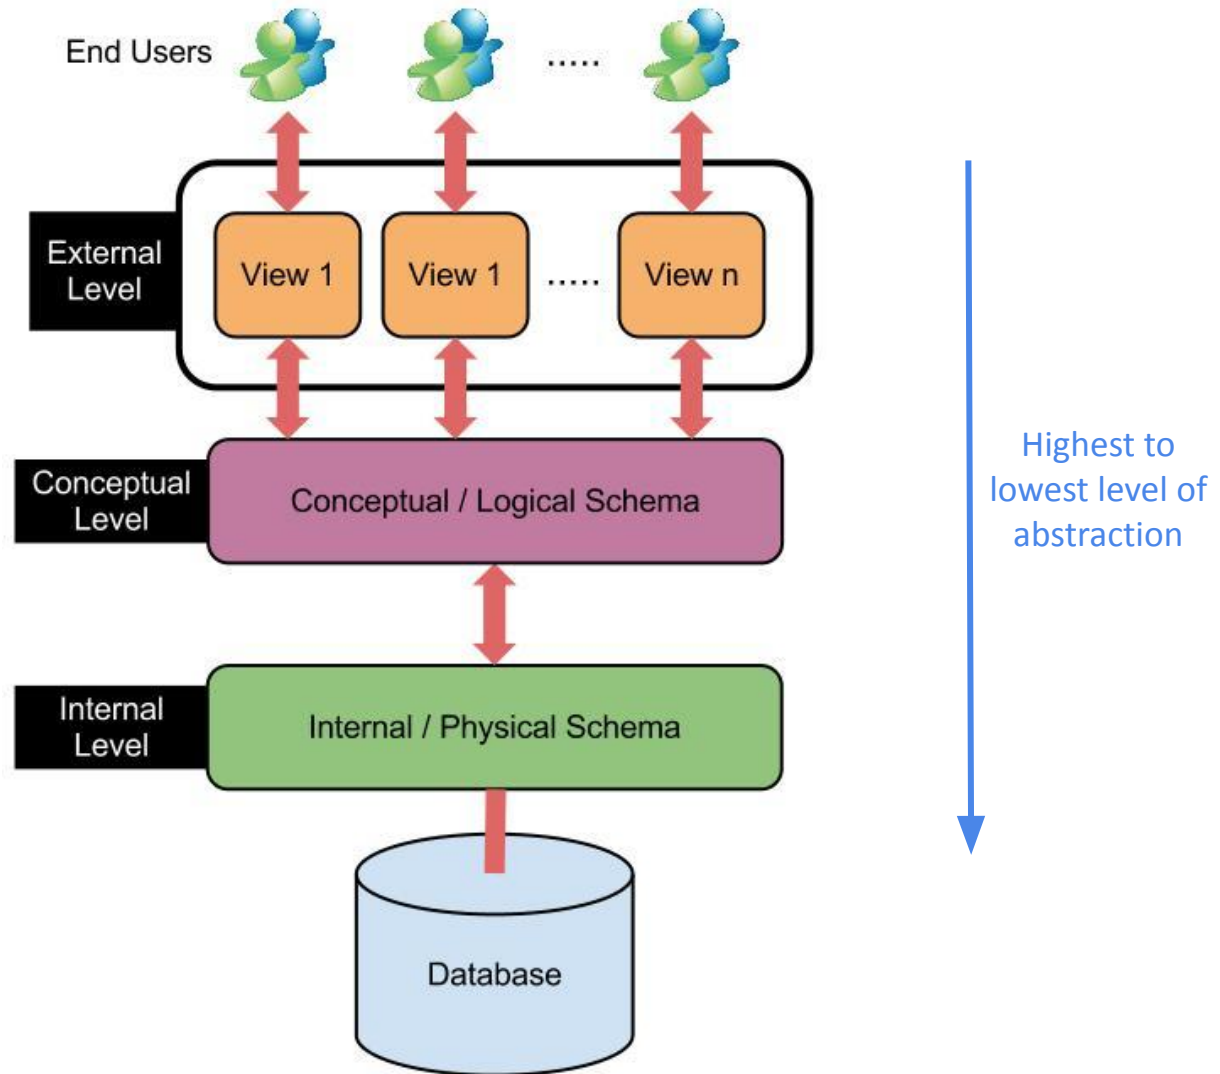 End Users
.....
External
Level
View 1
View 1
.....
View n
Conceptual
Level
Conceptual / Logical Schema
Highest to
lowest level of
abstraction
Internal
Level
Internal / Physical Schema
Database